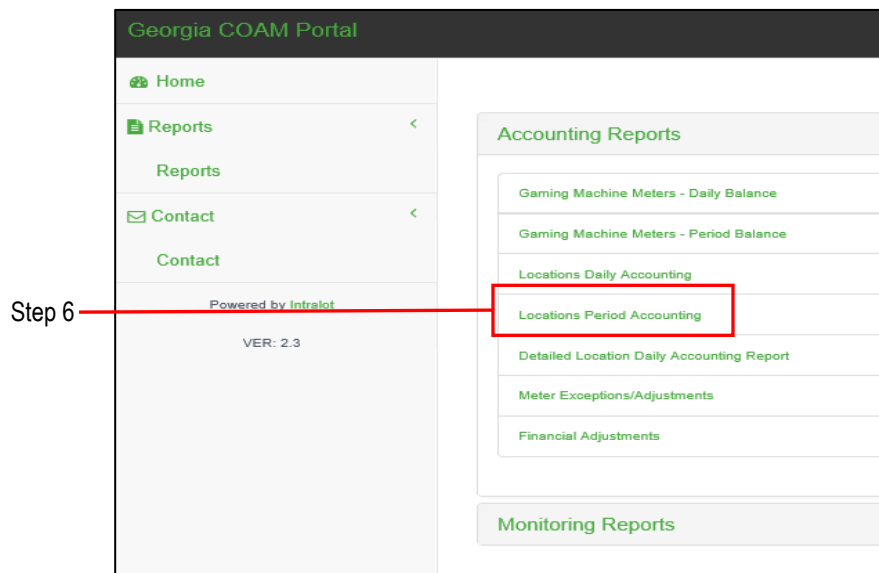 Georgia COAM Portal
Home
Reports
Reports
Contact
Contact
Powered by Intralot
VER: 2.3
Step 6
Accounting Reports
Gaming Machine Meters - Daily Balance
Gaming Machine Meters - Period Balance
Locations Daily Accounting
Locations Period Accounting
Detailed Location Daily Accounting Report
Meter Exceptions/Adjustments
Financial Adjustments
Monitoring Reports